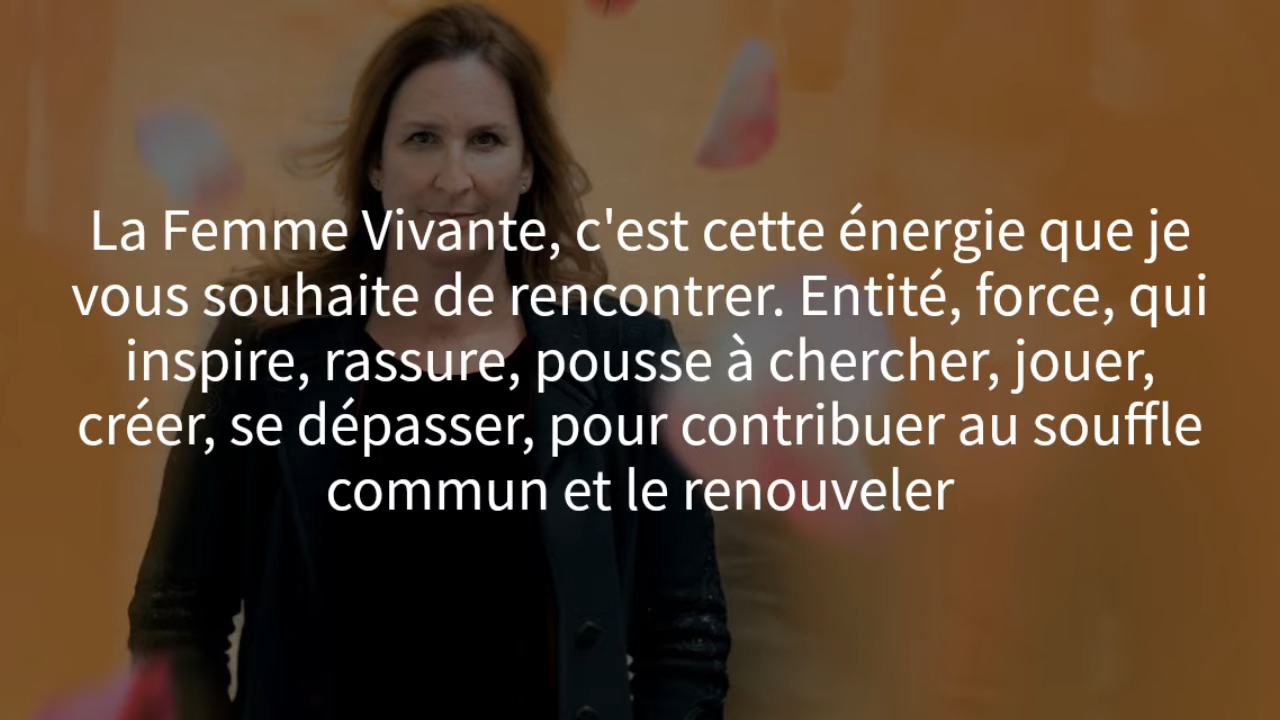 La Femme Vivante, c'est cette énergie que je
vous souhaite de rencontrer. Entité, force, qui
inspire, rassure, pousse à chercher, jouer,
créer, se dépasser, pour contribuer au souffle
commun et le renouveler